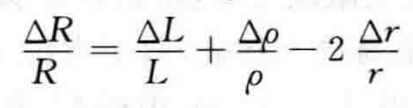 ΔR/R = ΔL/L + Δρ/ρ − 2 Δr/r